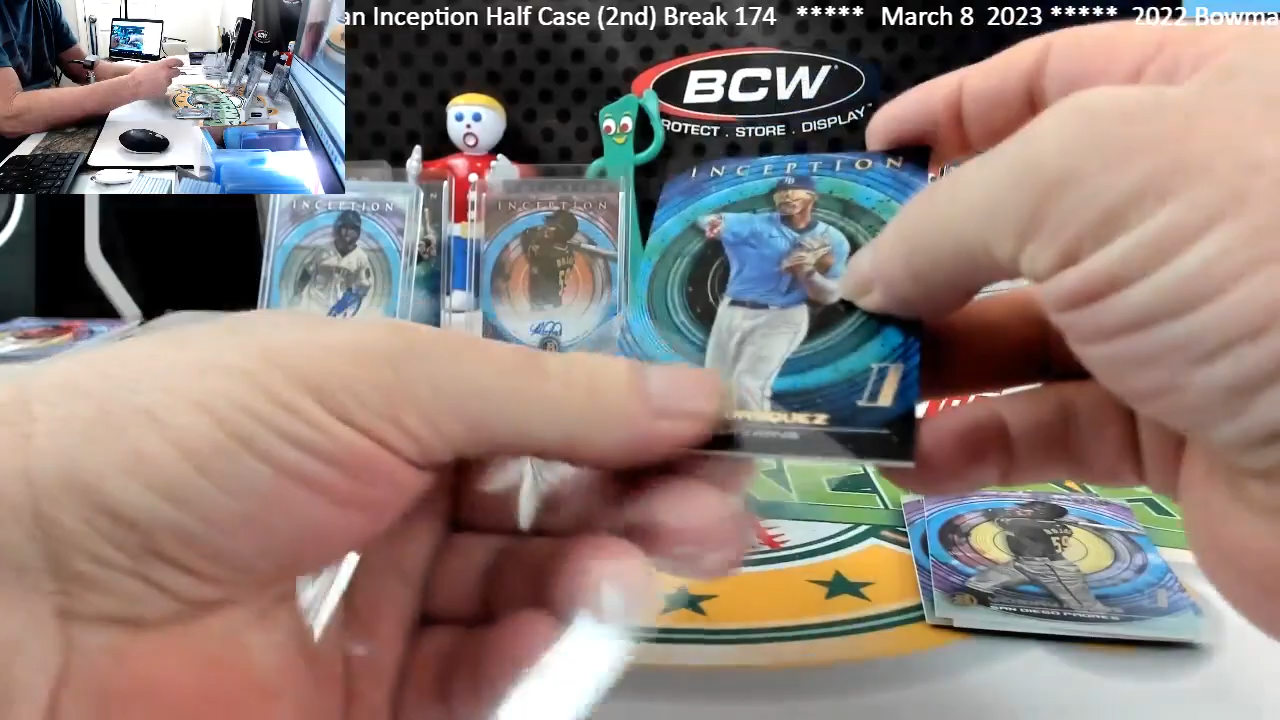 an Inception Half Case (2nd) Break 174 ***** March 8 2023 ***** 2022 Bowma
BCW
PROTECT . STORE . DISPLAY
INCEPTION
INCEPTION
INCEPTION
SAN DIEGO PADRES